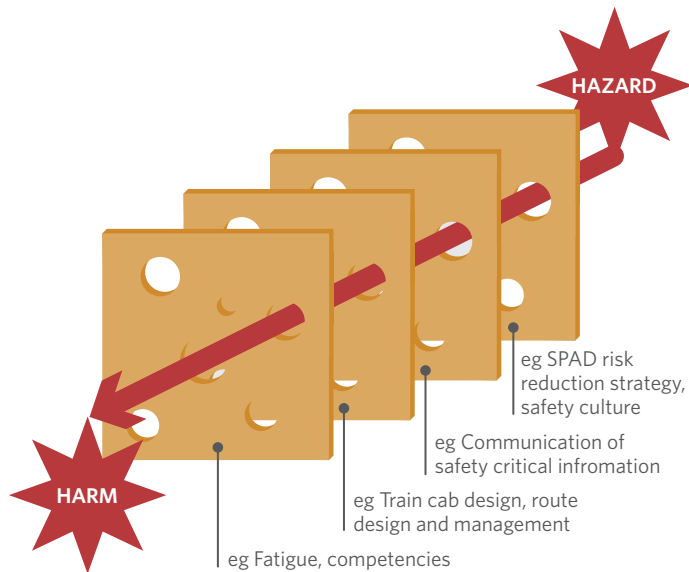 HAZARD
eg SPAD risk
reduction strategy,
safety culture
eg Communication of
safety critical infromation
eg Train cab design, route
design and management
HARM
eg Fatigue, competencies